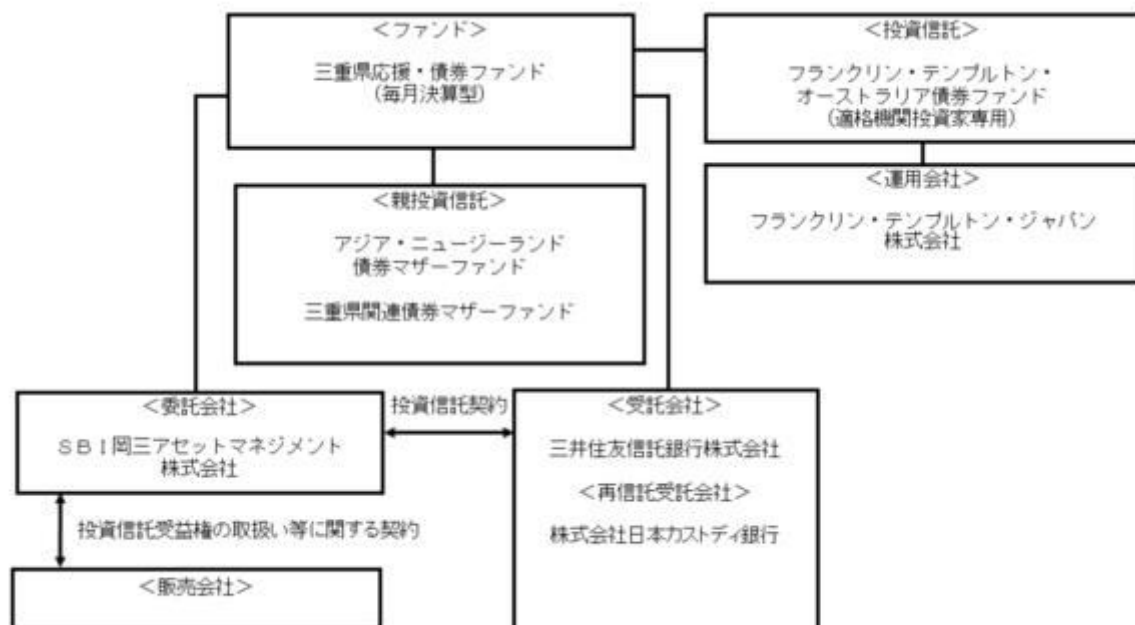 ＜ファンド＞
三重県応援・債券ファンド
（毎月決算型）
＜投資信託＞
フランクリン・テンプルトン・
オーストラリア債券ファンド
（適格機関投資家専用）
＜運用会社＞
フランクリン・テンプルトン・ジャパン
株式会社
＜親投資信託＞
アジア・ニュージーランド
債券マザーファンド
三重県関連債券マザーファンド
＜委託会社＞
ＳＢＩ岡三アセットマネジメント
株式会社
投資信託契約
＜受託会社＞
三井住友信託銀行株式会社
＜再信託受託会社＞
株式会社日本カストディ銀行
投資信託受益権の取扱い等に関する契約
＜販売会社＞